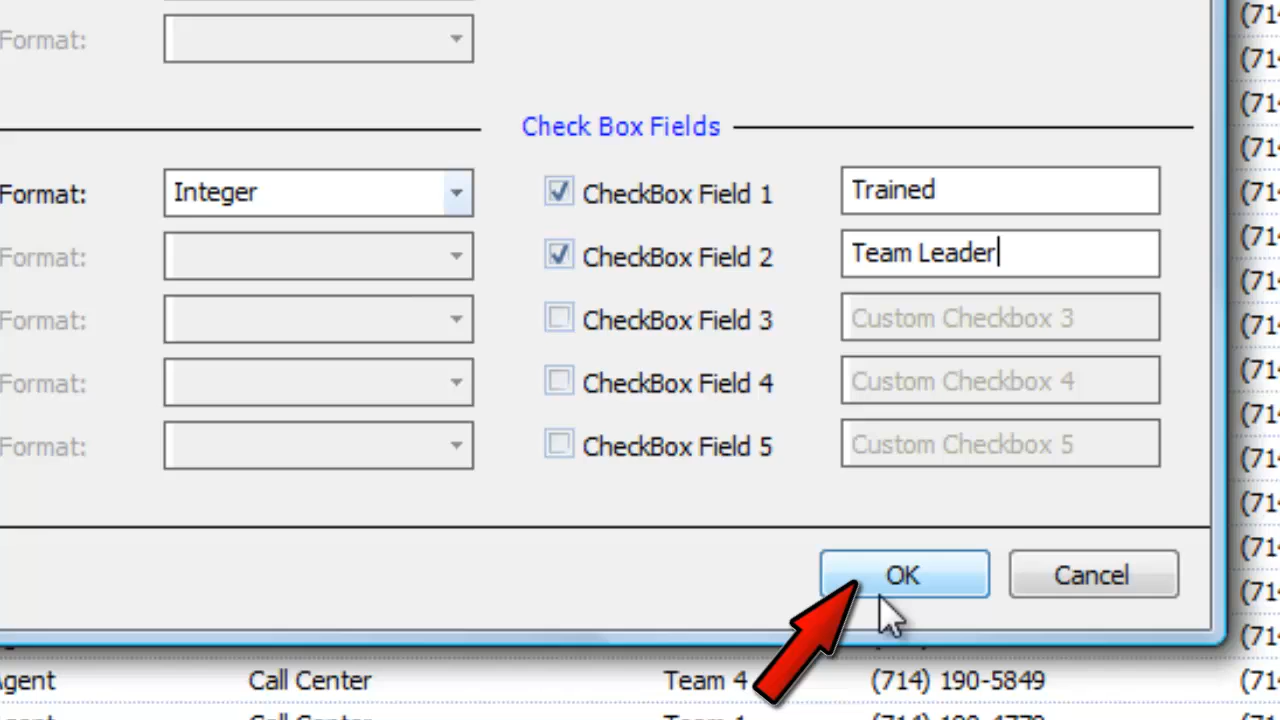 Format:
Check Box Fields
Format: Integer CheckBox Field 1 Trained
Format: CheckBox Field 2 Team Leader
Format: CheckBox Field 3 Custom Checkbox 3
Format: CheckBox Field 4 Custom Checkbox 4
Format: CheckBox Field 5 Custom Checkbox 5
OK Cancel
Agent Call Center Team 4 (714) 190-5849